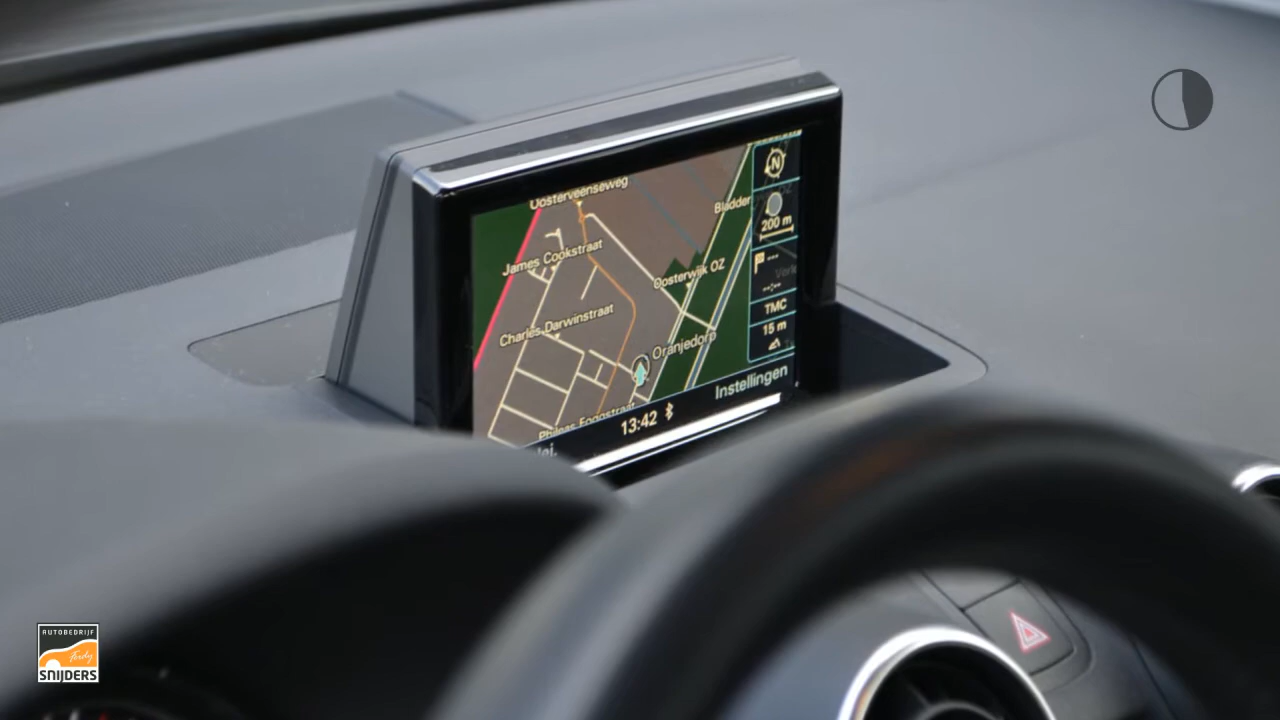 Oosterveenseweg
N
Bladder
200 m
James Cookstraat
Oosterwijk OZ
TMC
Charles Darwinstraat
15 m
Oranjedorp
Instellingen
Phileas Foggstraat
13:42
AUTOBEDRIJF
Ferdy
SNIJDERS